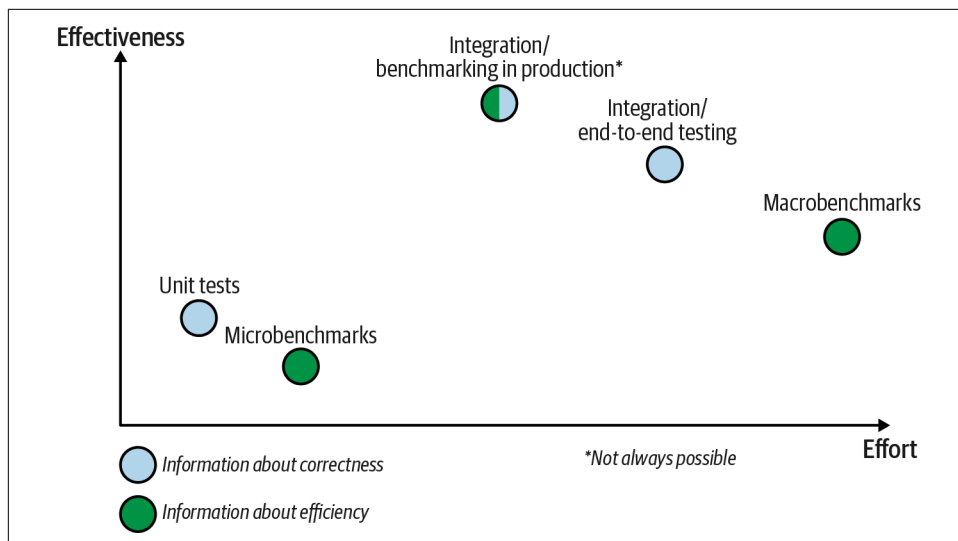 Effectiveness
Integration/
benchmarking in production*
Integration/
end-to-end testing
Macrobenchmarks
Unit tests
Microbenchmarks
Effort
Information about correctness
*Not always possible
Information about efficiency